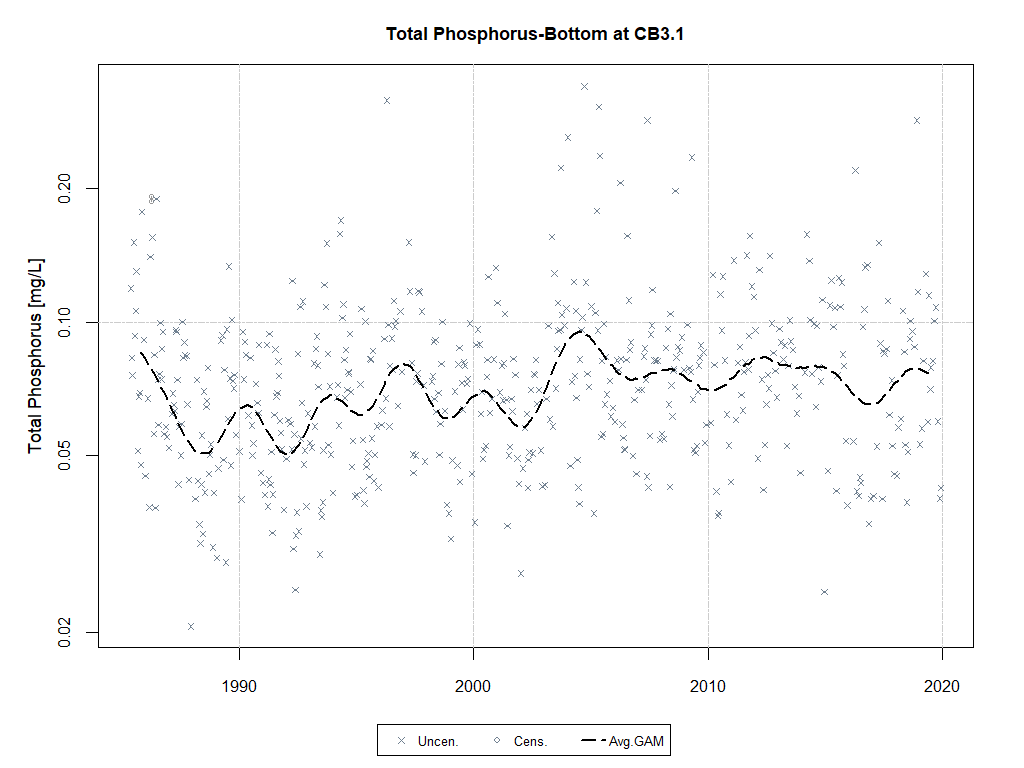 Total Phosphorus-Bottom at CB3.1
Total Phosphorus [mg/L]
0.20
0.10
0.05
0.02
1990
2000
2010
2020
Uncen.
Cens.
Avg.GAM